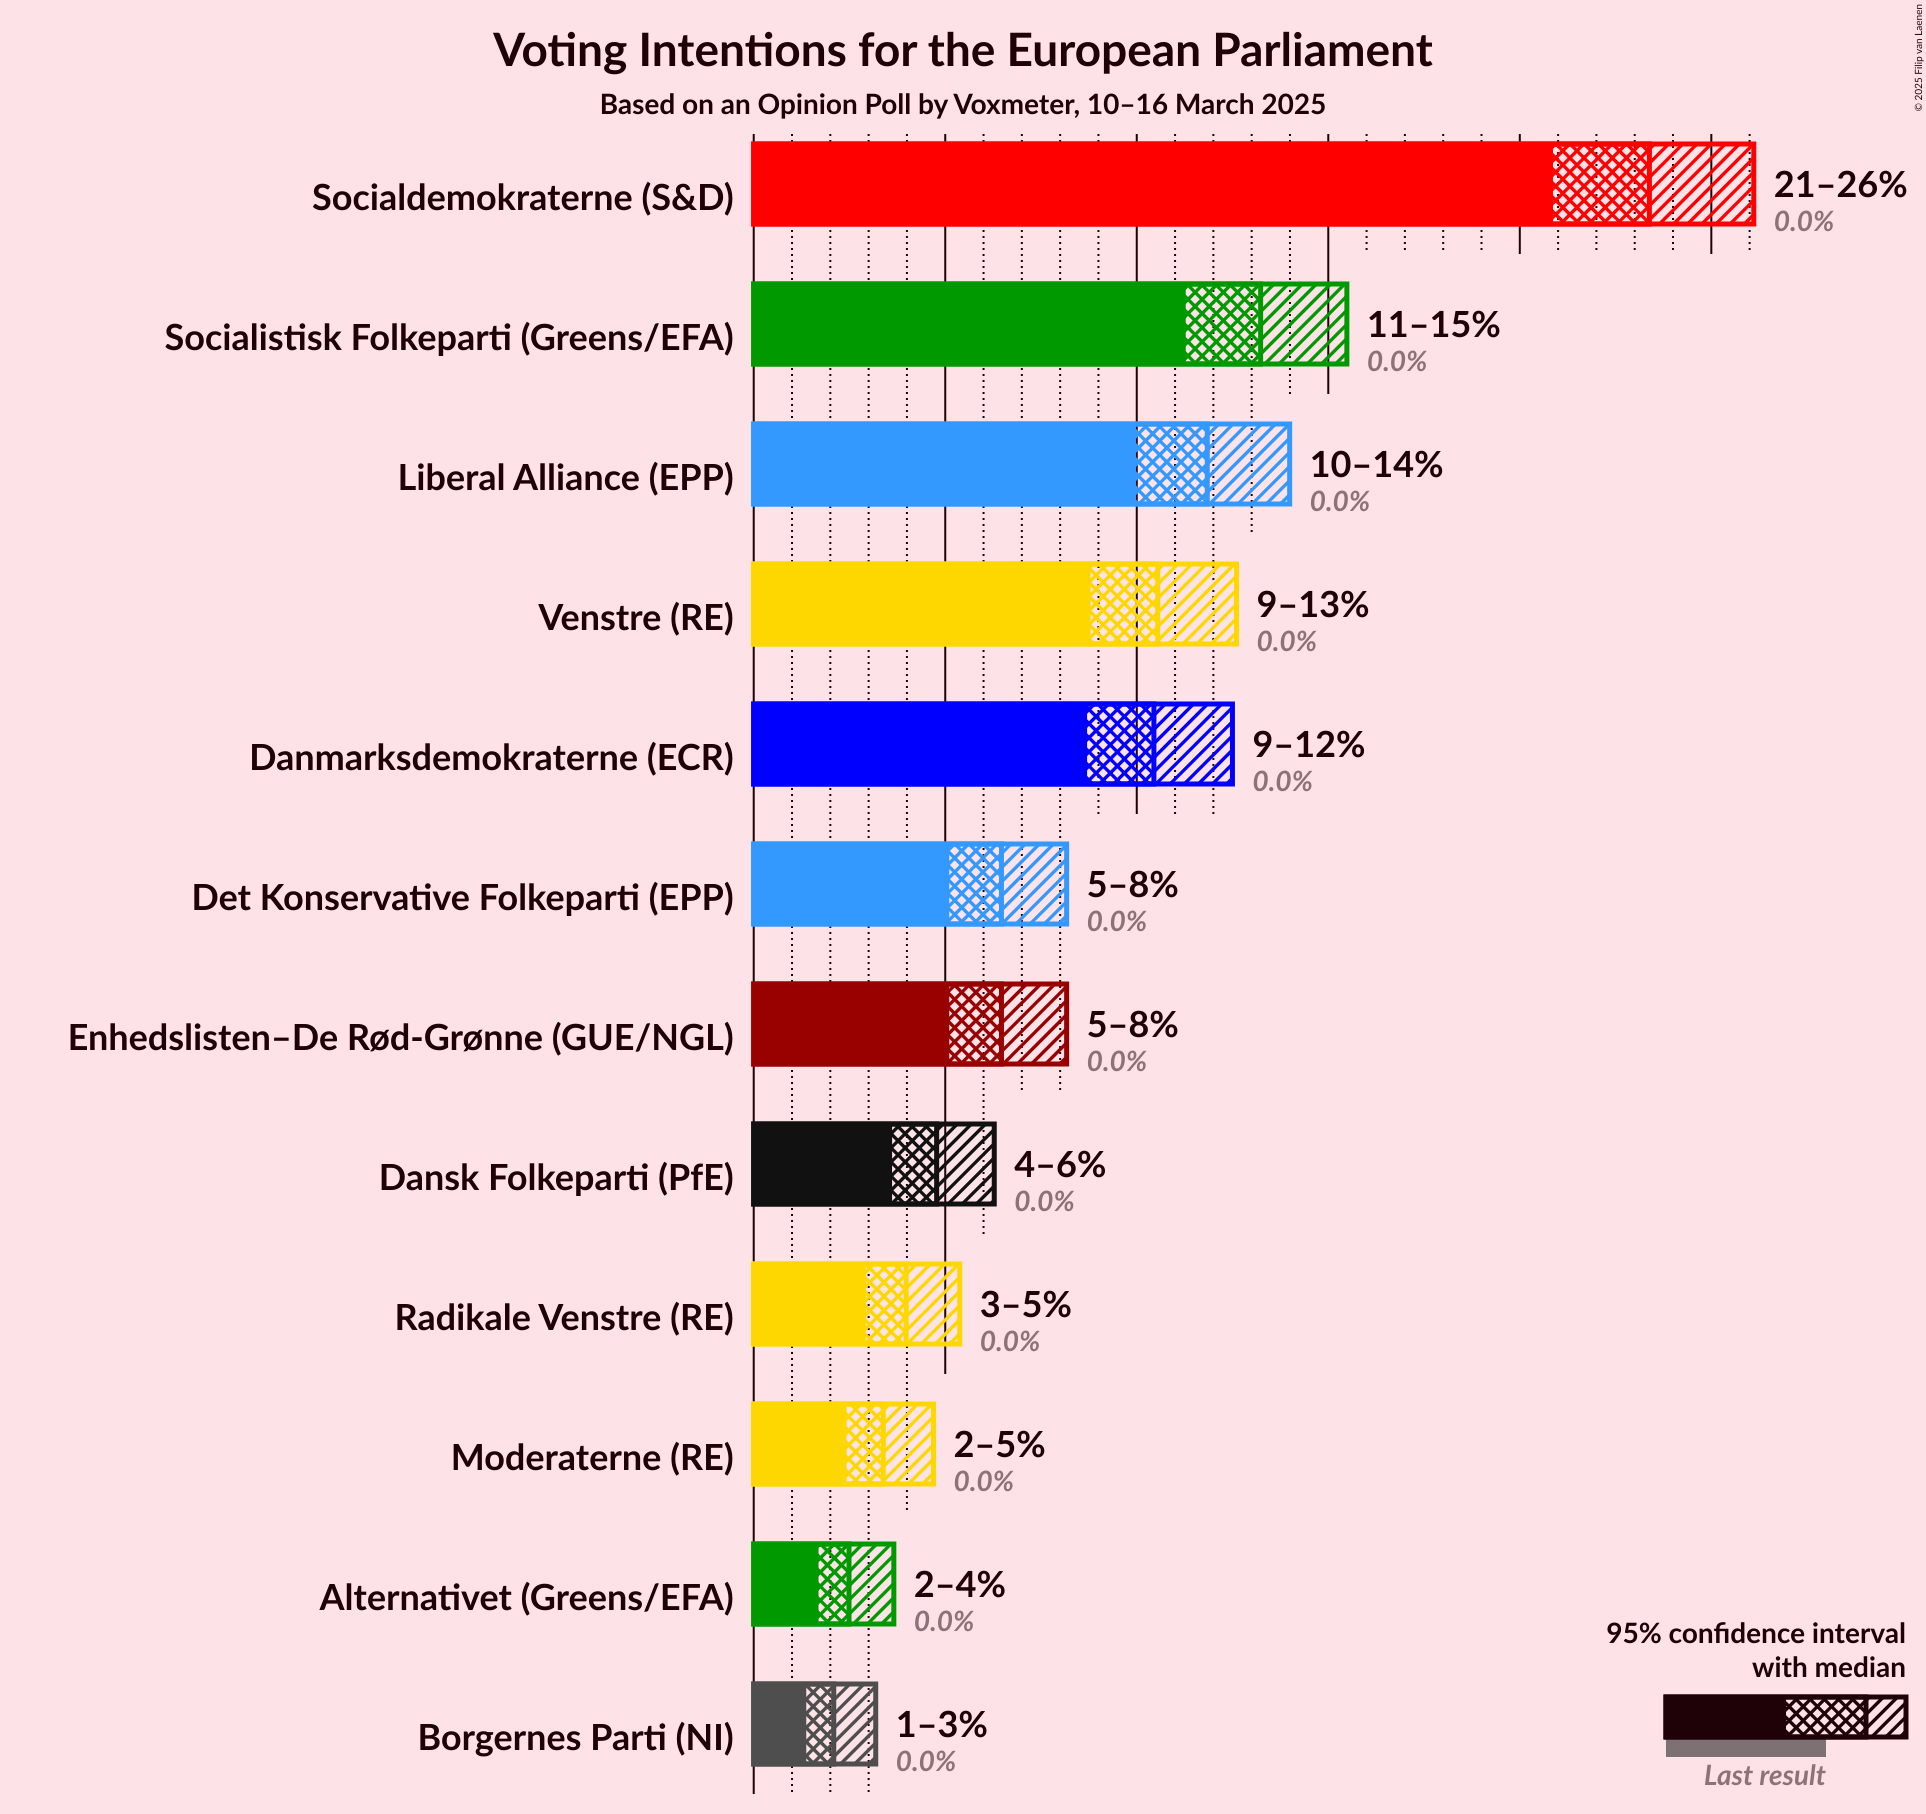 Voting Intentions for the European Parliament
Based on an Opinion Poll by Voxmeter, 10–16 March 2025
© 2025 Filip van Laenen
Socialdemokraterne (S&D)
21–26%
0.0%
Socialistisk Folkeparti (Greens/EFA)
11–15%
0.0%
Liberal Alliance (EPP)
10–14%
0.0%
Venstre (RE)
9–13%
0.0%
Danmarksdemokraterne (ECR)
9–12%
0.0%
Det Konservative Folkeparti (EPP)
5–8%
0.0%
Enhedslisten–De Rød-Grønne (GUE/NGL)
5–8%
0.0%
Dansk Folkeparti (PfE)
4–6%
0.0%
Radikale Venstre (RE)
3–5%
0.0%
Moderaterne (RE)
2–5%
0.0%
Alternativet (Greens/EFA)
2–4%
0.0%
Borgernes Parti (NI)
1–3%
0.0%
95% confidence interval
with median
Last result